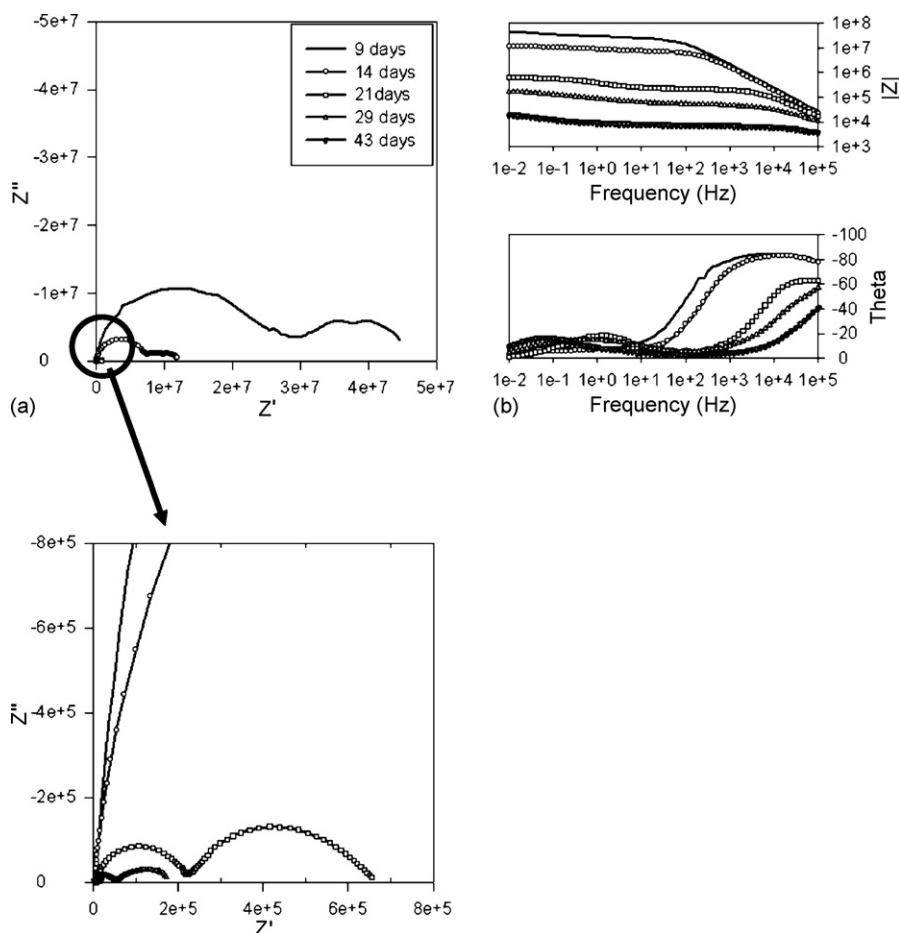 -5e+7
-4e+7
-3e+7
-2e+7
-1e+7
0
Z"
9 days
14 days
21days
29 days
43 days
0 1e+7 2e+7 3e+7 4e+7 5e+7
(a) Z'
1e+8
1e+7
1e+6
1e+5
1e+4
1e+3
|Z|
1e-2 1e-1 1e+0 1e+1 1e+2 1e+3 1e+4 1e+5
Frequency (Hz)
-100
-80
-60
-40
-20
0
Theta
1e-2 1e-1 1e+0 1e+1 1e+2 1e+3 1e+4 1e+5
(b) Frequency (Hz)
-8e+5
-6e+5
-4e+5
-2e+5
0
Z"
0 2e+5 4e+5 6e+5 8e+5
Z'